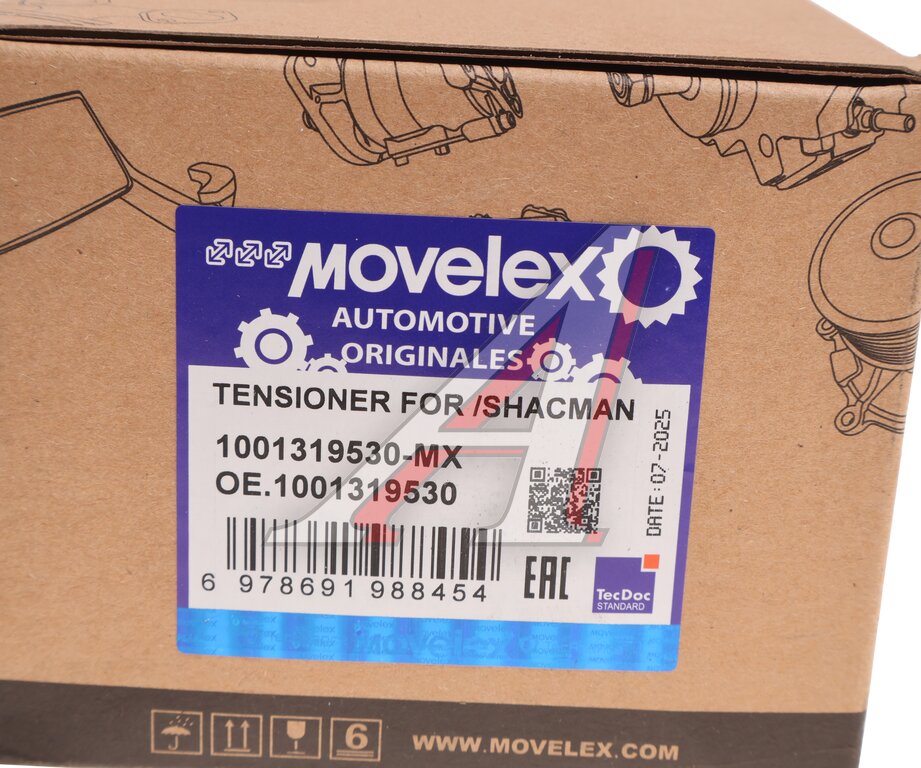 MOVELEX
AUTOMOTIVE
ORIGINALES
TENSIONER FOR /SHACMAN
1001319530-MX
OE.1001319530
DATE: 07-2025
6 978691 988454
EAC
TecDoc
STANDARD
MOVELEX
6
WWW.MOVELEX.COM